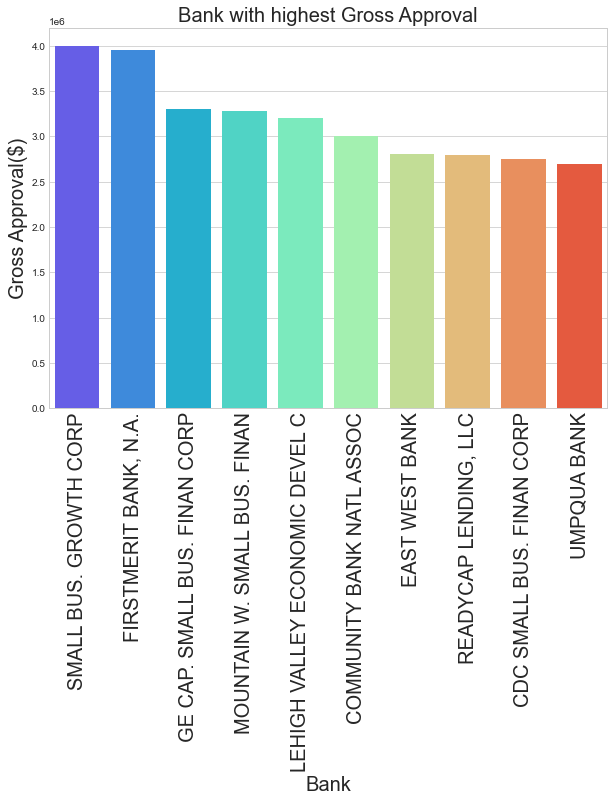 Bank with highest Gross Approval
1e6
4.0
3.5
3.0
2.5
2.0
1.5
1.0
0.5
0.0
Gross Approval($)
SMALL BUS. GROWTH CORP
FIRSTMERIT BANK, N.A.
GE CAP. SMALL BUS. FINAN CORP
MOUNTAIN W. SMALL BUS. FINAN
LEHIGH VALLEY ECONOMIC DEVEL C
COMMUNITY BANK NATL ASSOC
EAST WEST BANK
READYCAP LENDING, LLC
CDC SMALL BUS. FINAN CORP
UMPQUA BANK
Bank